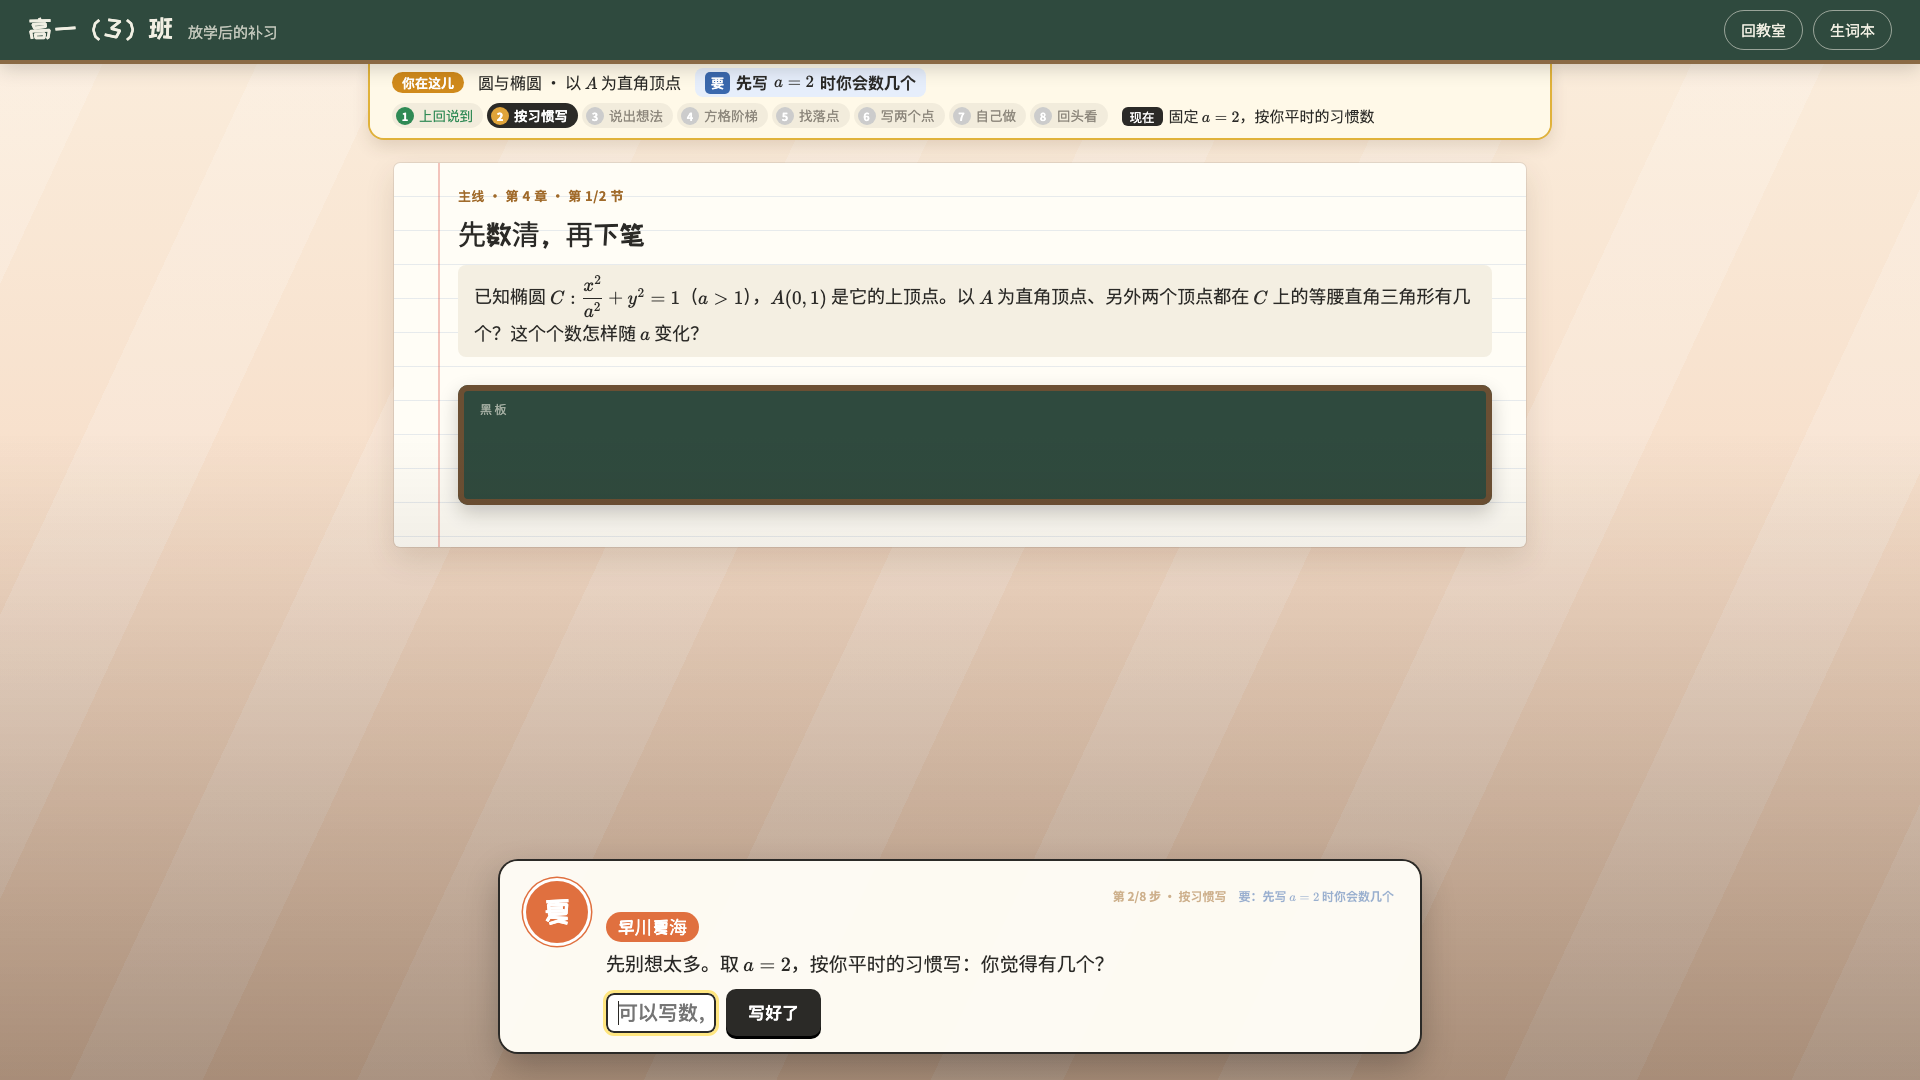 高一（3）班 放学后的补习 回教室 生词本
你在这儿 圆与椭圆 · 以 A 为直角顶点 要 先写 a = 2 时你会数几个
1 上回说到 2 按习惯写 3 说出想法 4 方格阶梯 5 找落点 6 写两个点 7 自己做 8 回头看 现在 固定 a = 2，按你平时的习惯数
主线 · 第 4 章 · 第 1/2 节
先数清，再下笔
已知椭圆 C : x²/a² + y² = 1（a > 1），A(0, 1) 是它的上顶点。以 A 为直角顶点、另外两个顶点都在 C 上的等腰直角三角形有几
个？这个个数怎样随 a 变化？
黑板
夏
第 2/8 步 · 按习惯写 要：先写 a = 2 时你会数几个
早川夏海
先别想太多。取 a = 2，按你平时的习惯写：你觉得有几个？
可以写数， 写好了